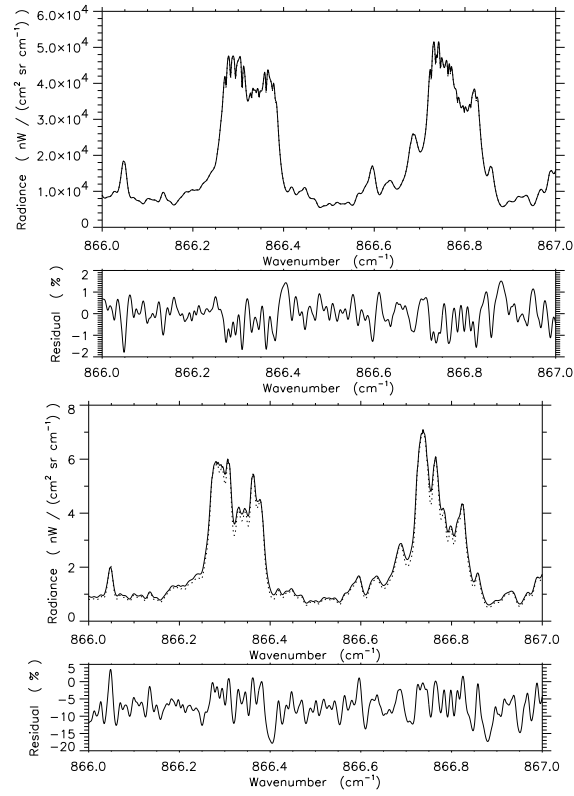 6.0×10⁴
5.0×10⁴
4.0×10⁴
3.0×10⁴
2.0×10⁴
1.0×10⁴
0
Radiance ( nW / (cm² sr cm⁻¹) )
866.0 866.2 866.4 866.6 866.8 867.0
Wavenumber (cm⁻¹)
2
1
0
−1
−2
Residual ( % )
866.0 866.2 866.4 866.6 866.8 867.0
Wavenumber (cm⁻¹)
8
6
4
2
0
Radiance ( nW / (cm² sr cm⁻¹) )
866.0 866.2 866.4 866.6 866.8 867.0
Wavenumber (cm⁻¹)
5
0
−5
−10
−15
−20
Residual ( % )
866.0 866.2 866.4 866.6 866.8 867.0
Wavenumber (cm⁻¹)